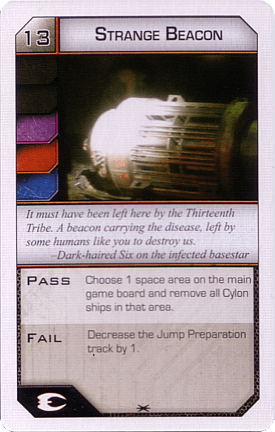 13
STRANGE BEACON
It must have been left here by the Thirteenth
Tribe. A beacon carrying the disease, left by
some humans like you to destroy us.
–Dark-haired Six on the infected basestar
PASS
Choose 1 space area on the main
game board and remove all Cylon
ships in that area.
FAIL
Decrease the Jump Preparation
track by 1.